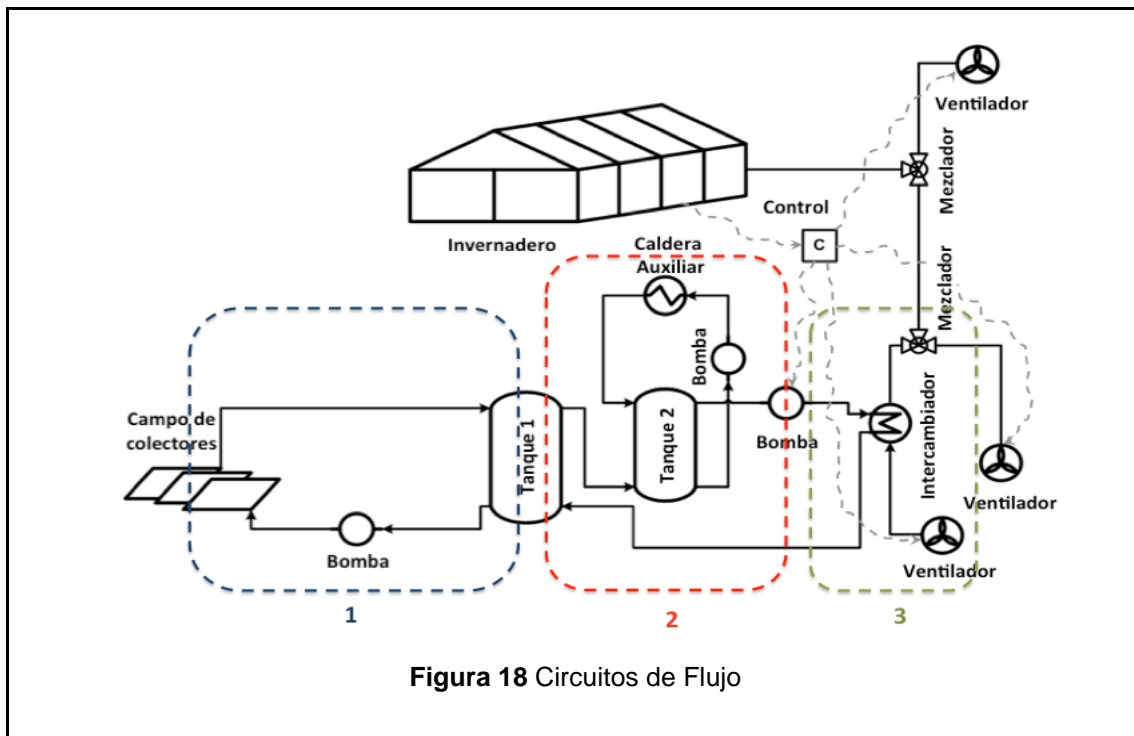 Ventilador
Mezclador
Control
C
Invernadero
Caldera
Auxiliar
Mezclador
Bomba
Campo de
colectores
Tanque 1
Tanque 2
Bomba
Intercambiador
Ventilador
Bomba
Ventilador
1
2
3
Figura 18 Circuitos de Flujo